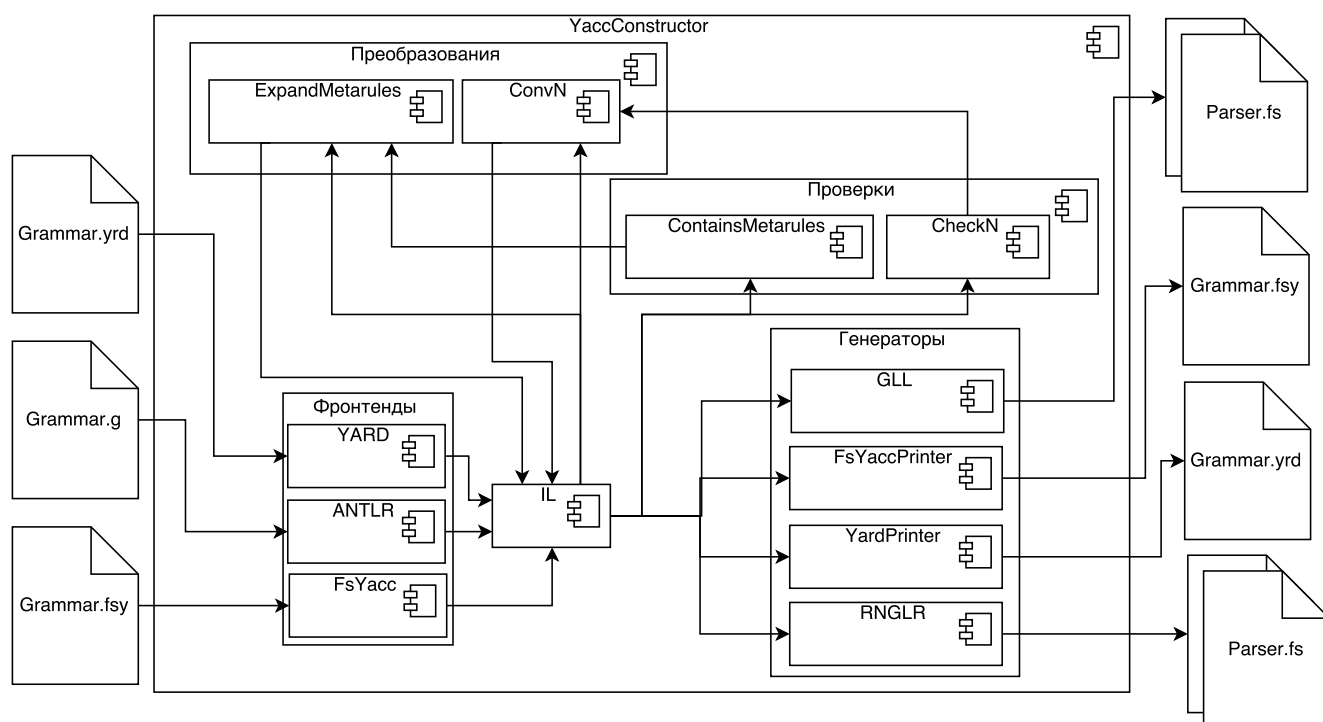 YaccConstructor
Преобразования
ExpandMetarules
ConvN
Parser.fs
Проверки
ContainsMetarules
CheckN
Grammar.yrd
Grammar.fsy
Генераторы
GLL
Фронтенды
YARD
Grammar.g
FsYaccPrinter
Grammar.yrd
IL
ANTLR
YardPrinter
FsYacc
Grammar.fsy
RNGLR
Parser.fs